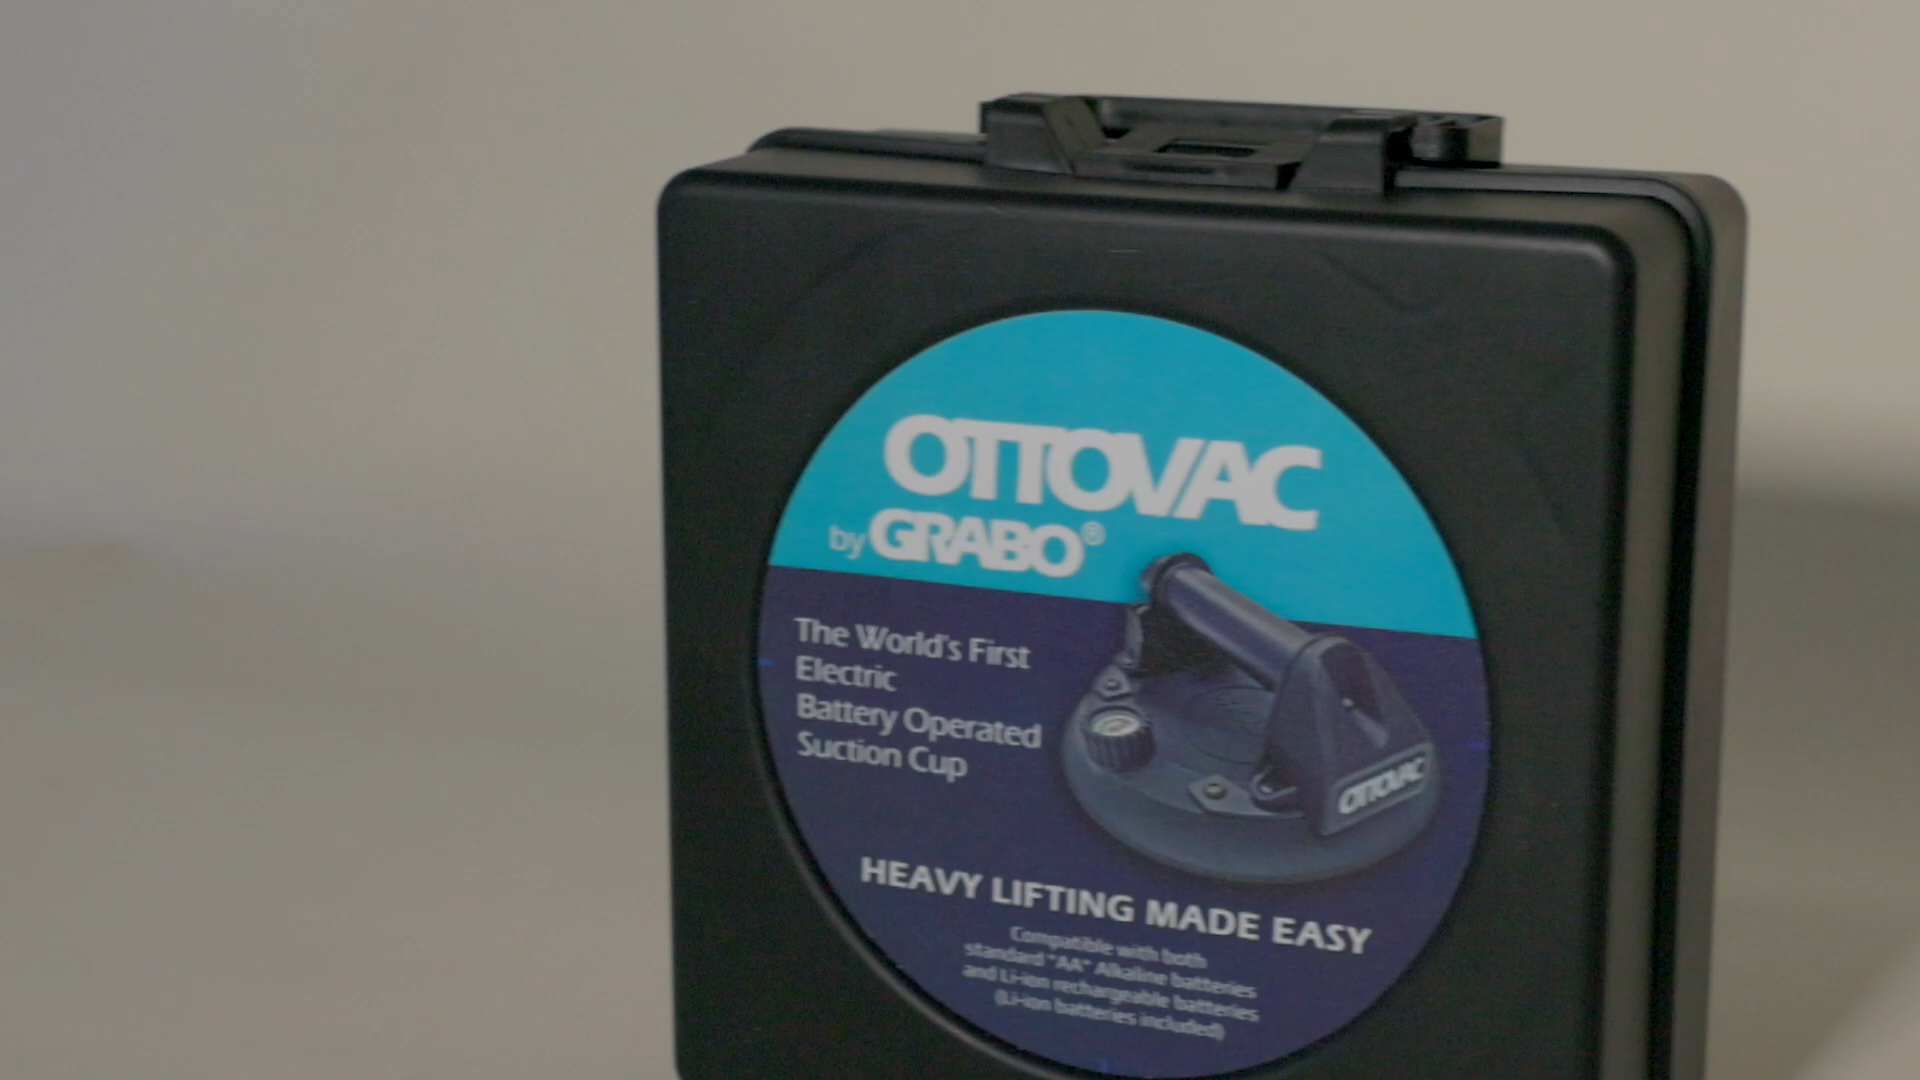 OTTOVAC
by GRABO®
The World's First
Electric
Battery Operated
Suction Cup
OTTOVAC
HEAVY LIFTING MADE EASY
Compatible with both
standard "AA" Alkaline batteries
and Li-ion rechargeable batteries
(Li-ion batteries included)